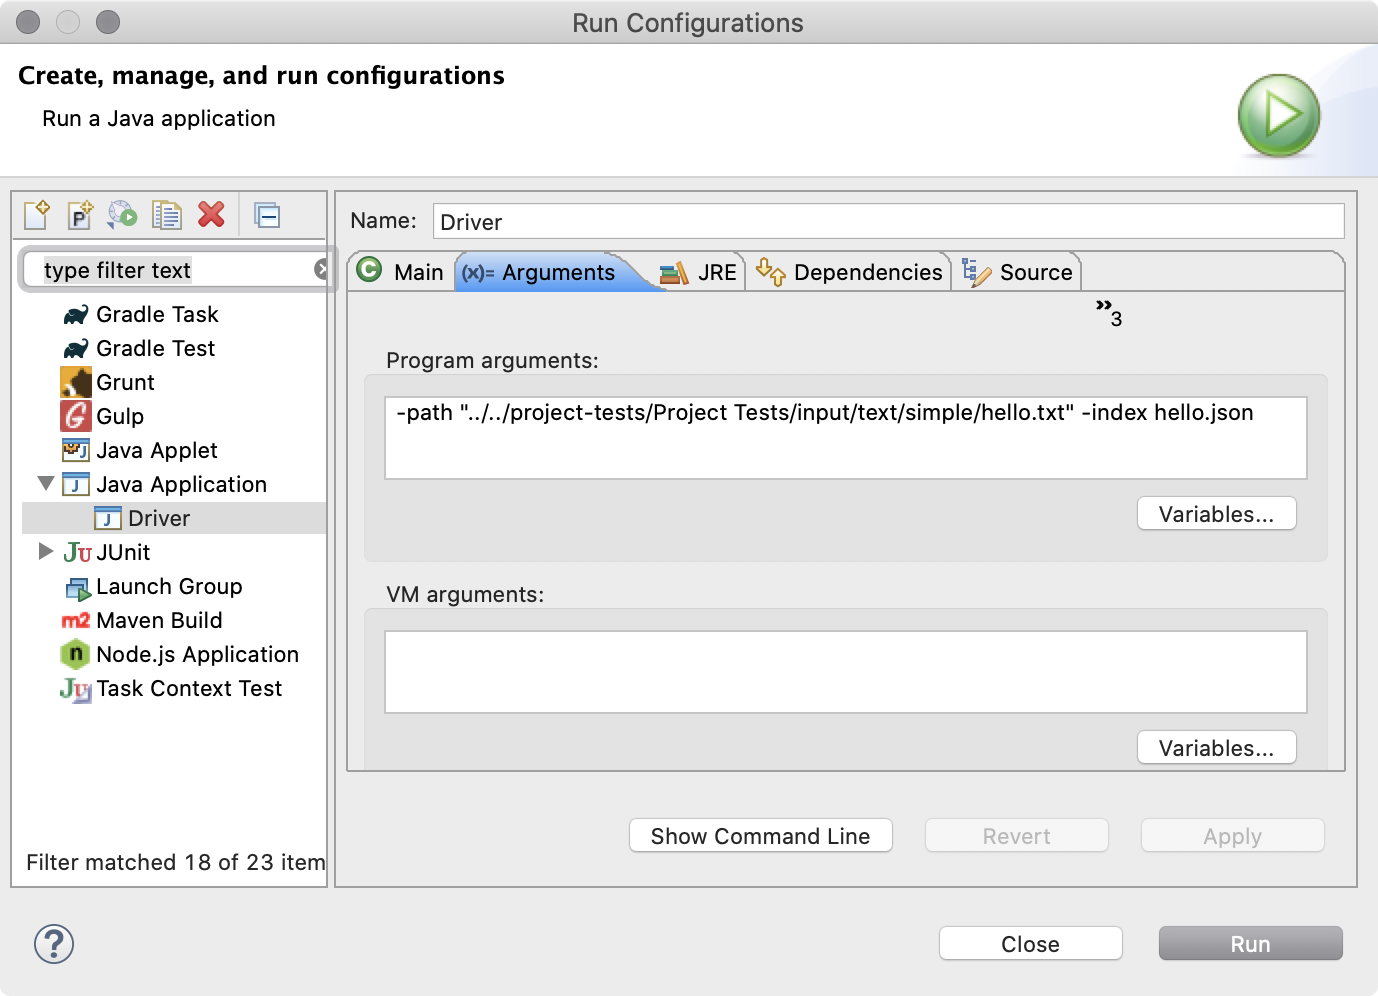 Run Configurations
Create, manage, and run configurations
Run a Java application
type filter text
Gradle Task
Gradle Test
Grunt
Gulp
Java Applet
Java Application
Driver
JUnit
Launch Group
Maven Build
Node.js Application
Task Context Test
Filter matched 18 of 23 item
Name: Driver
Main (x)= Arguments JRE Dependencies Source
»3
Program arguments:
-path "../../project-tests/Project Tests/input/text/simple/hello.txt" -index hello.json
Variables...
VM arguments:
Variables...
Show Command Line Revert Apply
? Close Run